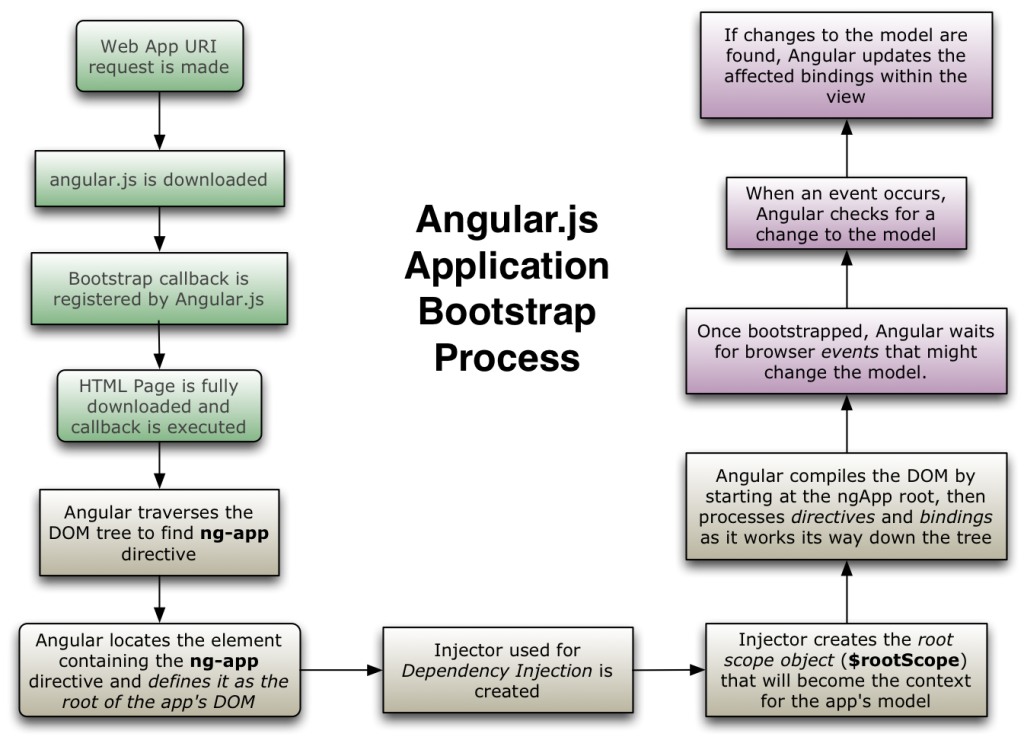 Web App URI
request is made
angular.js is downloaded
Bootstrap callback is
registered by Angular.js
HTML Page is fully
downloaded and
callback is executed
Angular traverses the
DOM tree to find ng-app
directive
Angular locates the element
containing the ng-app
directive and defines it as the
root of the app's DOM
Angular.js
Application
Bootstrap
Process
Injector used for
Dependency Injection is
created
Injector creates the root
scope object ($rootScope)
that will become the context
for the app's model
Angular compiles the DOM by
starting at the ngApp root, then
processes directives and bindings
as it works its way down the tree
Once bootstrapped, Angular waits
for browser events that might
change the model.
When an event occurs,
Angular checks for a
change to the model
If changes to the model are
found, Angular updates the
affected bindings within the
view